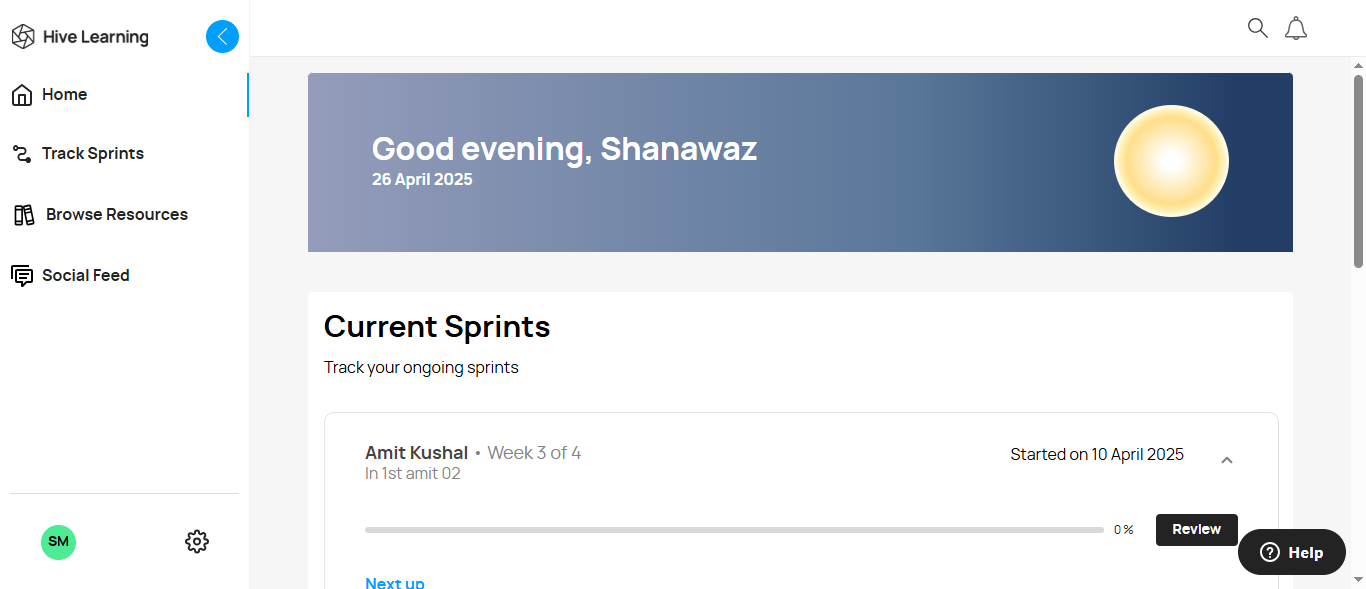 Hive Learning
Home
Track Sprints
Browse Resources
Social Feed
SM
Good evening, Shanawaz
26 April 2025
Current Sprints
Track your ongoing sprints
Amit Kushal • Week 3 of 4
In 1st amit 02
Started on 10 April 2025
0 %
Review
Help
Next up